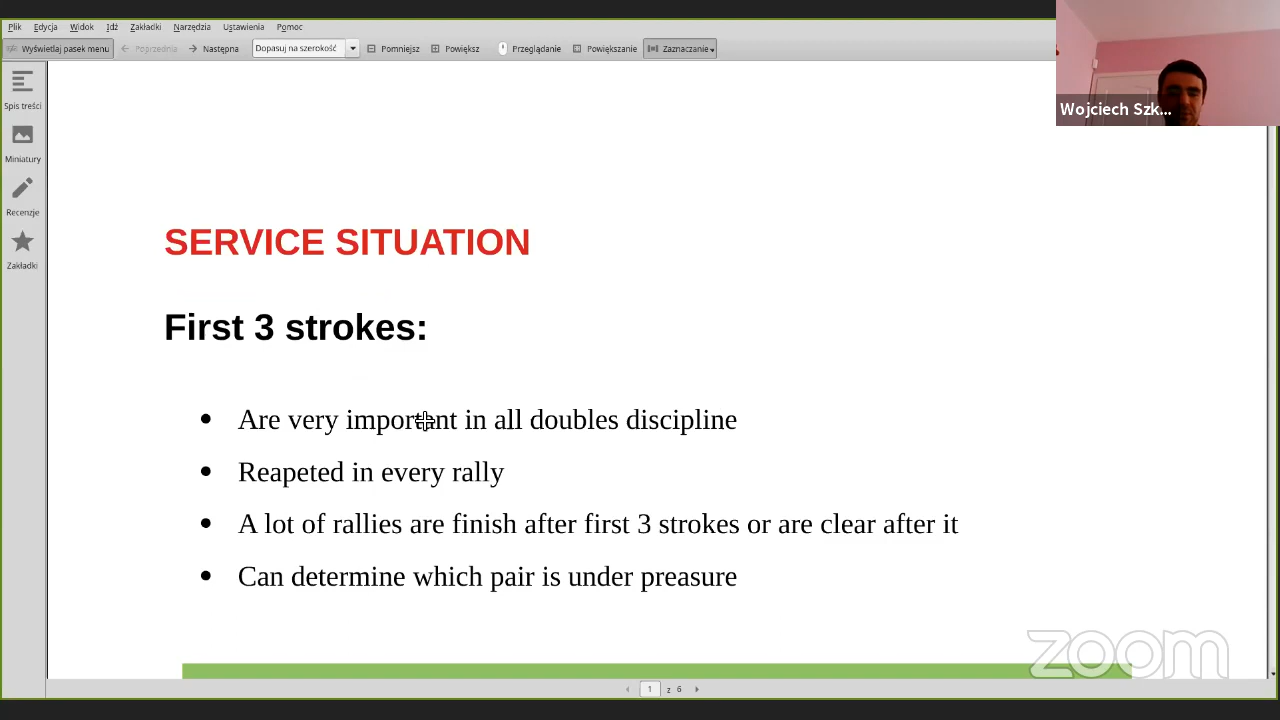 Plik Edycja Widok Idź Zakładki Narzędzia Ustawienia Pomoc
Wyświetlaj pasek menu Poprzednia Następna Dopasuj na szerokość Pomniejsz Powiększ Przeglądanie Powiększanie Zaznaczanie
Spis treści
Miniatury
Recenzje
Zakładki
Wojciech Szk...
SERVICE SITUATION
First 3 strokes:
• Are very important in all doubles discipline
• Reapeted in every rally
• A lot of rallies are finish after first 3 strokes or are clear after it
• Can determine which pair is under preasure
zoom
1 z 6